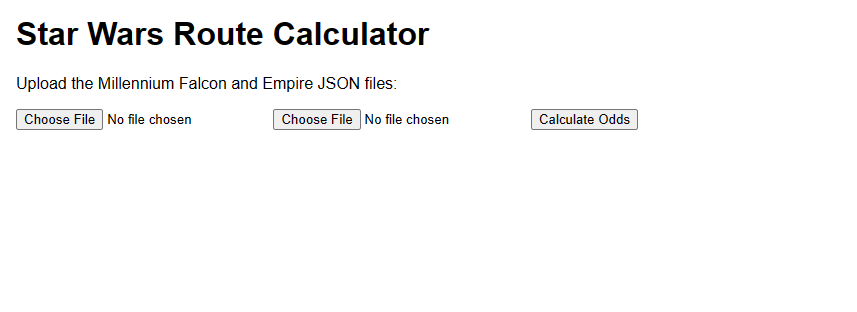 Star Wars Route Calculator
Upload the Millennium Falcon and Empire JSON files:
Choose File No file chosen Choose File No file chosen Calculate Odds